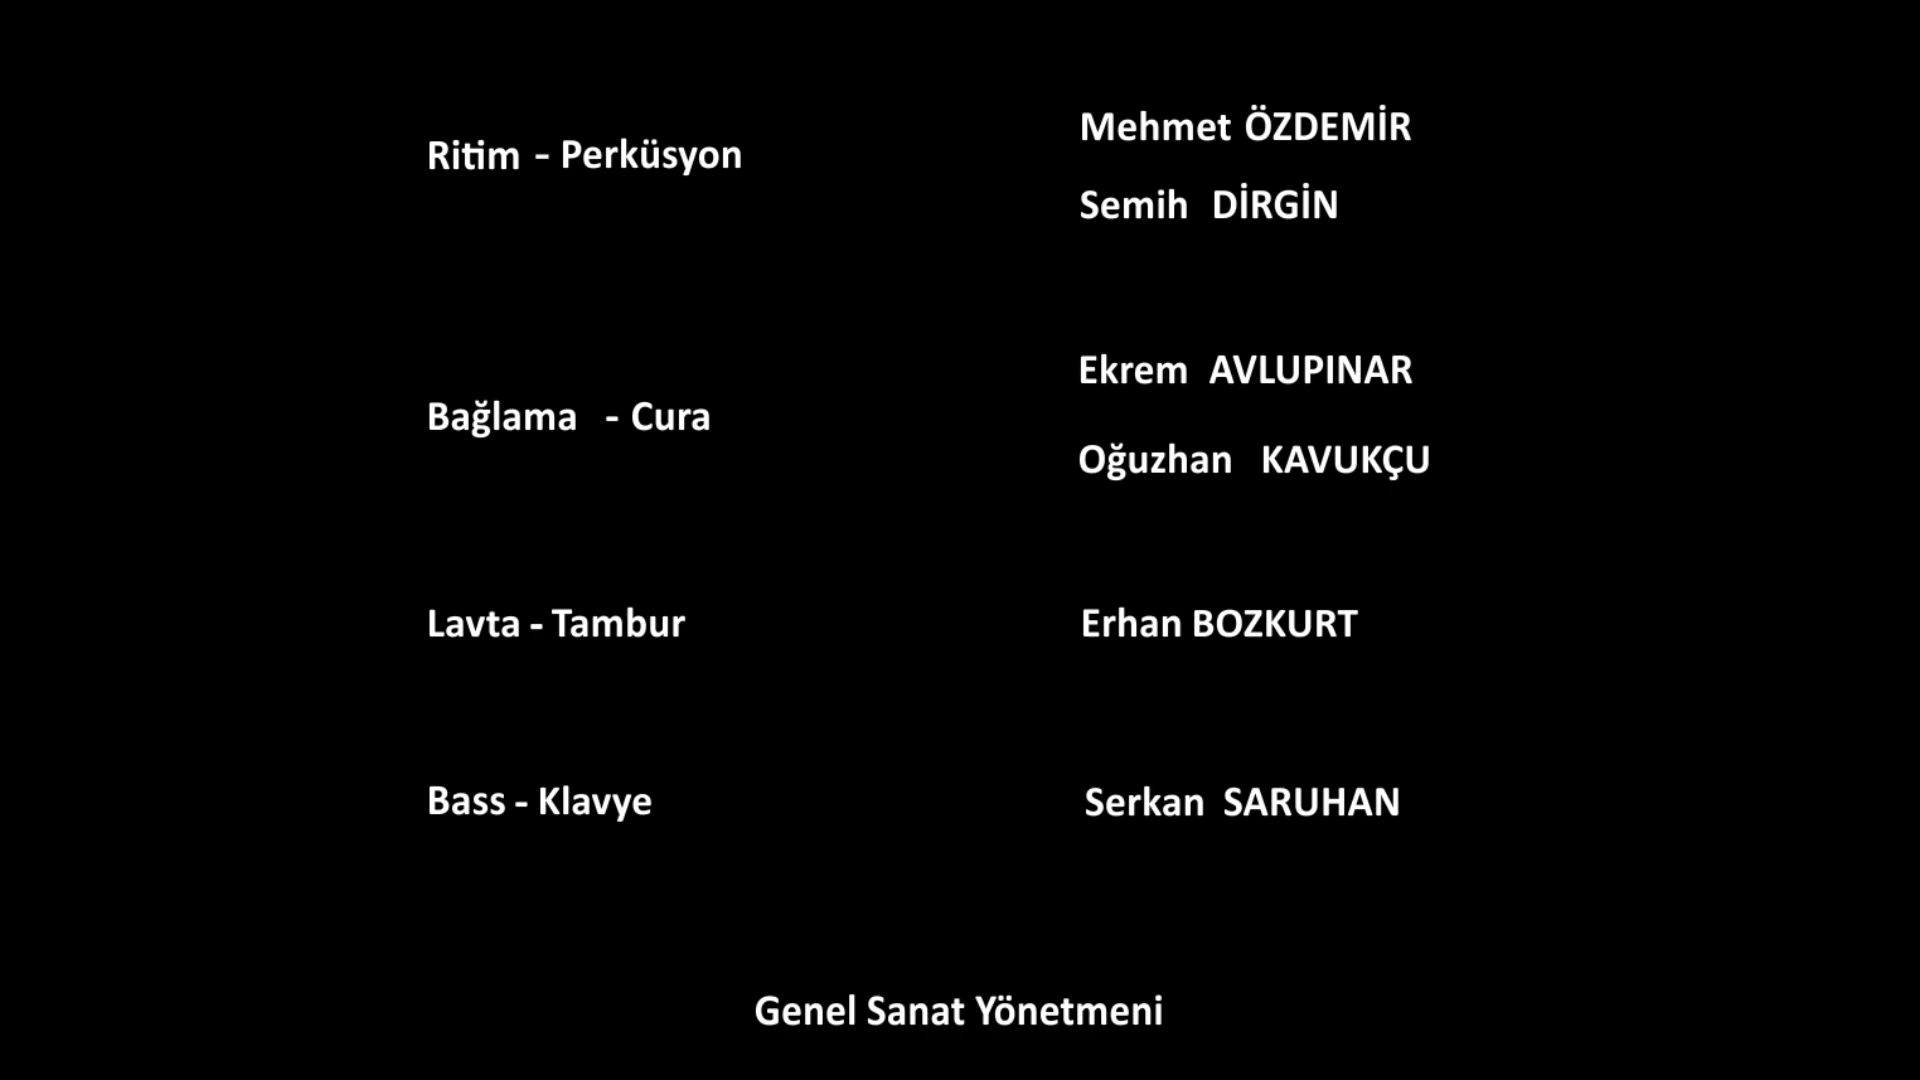 Mehmet ÖZDEMİR
Ritim - Perküsyon
Semih DİRGİN
Ekrem AVLUPINAR
Bağlama - Cura
Oğuzhan KAVUKÇU
Lavta - Tambur Erhan BOZKURT
Bass - Klavye Serkan SARUHAN
Genel Sanat Yönetmeni